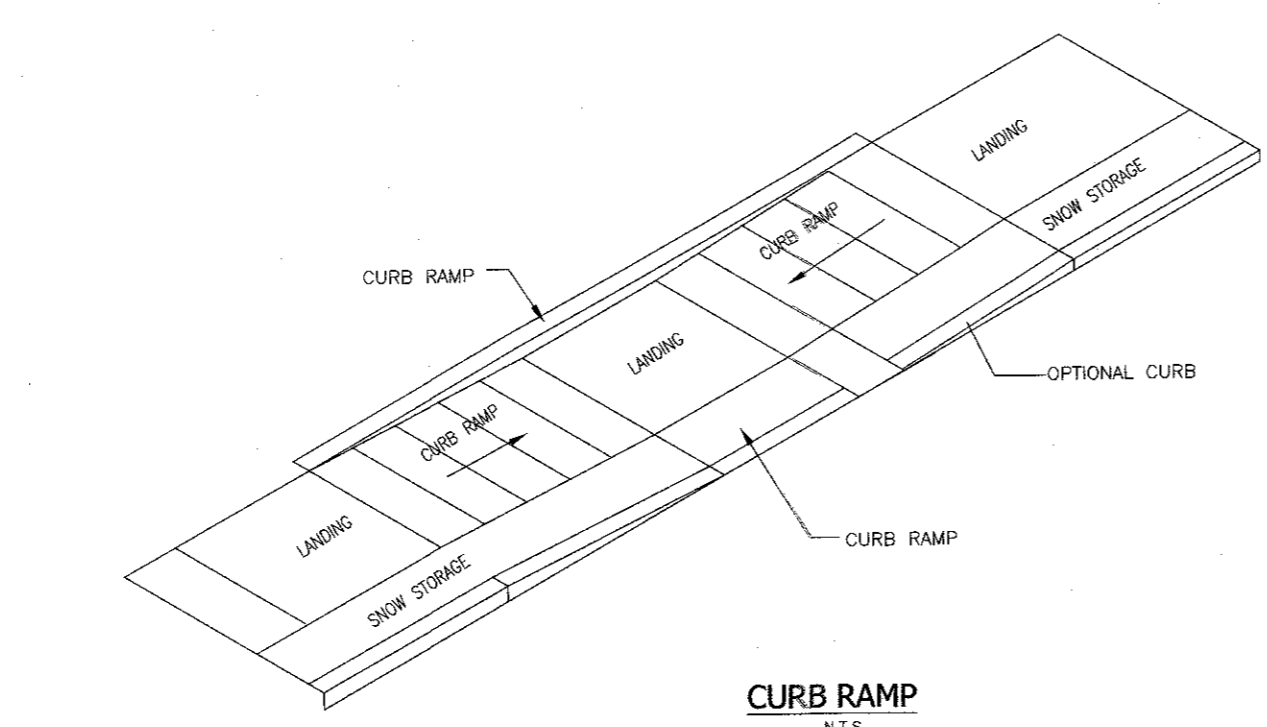 LANDING
SNOW STORAGE
CURB RAMP
CURB RAMP
LANDING
OPTIONAL CURB
CURB RAMP
LANDING
CURB RAMP
SNOW STORAGE
CURB RAMP
N.T.S.